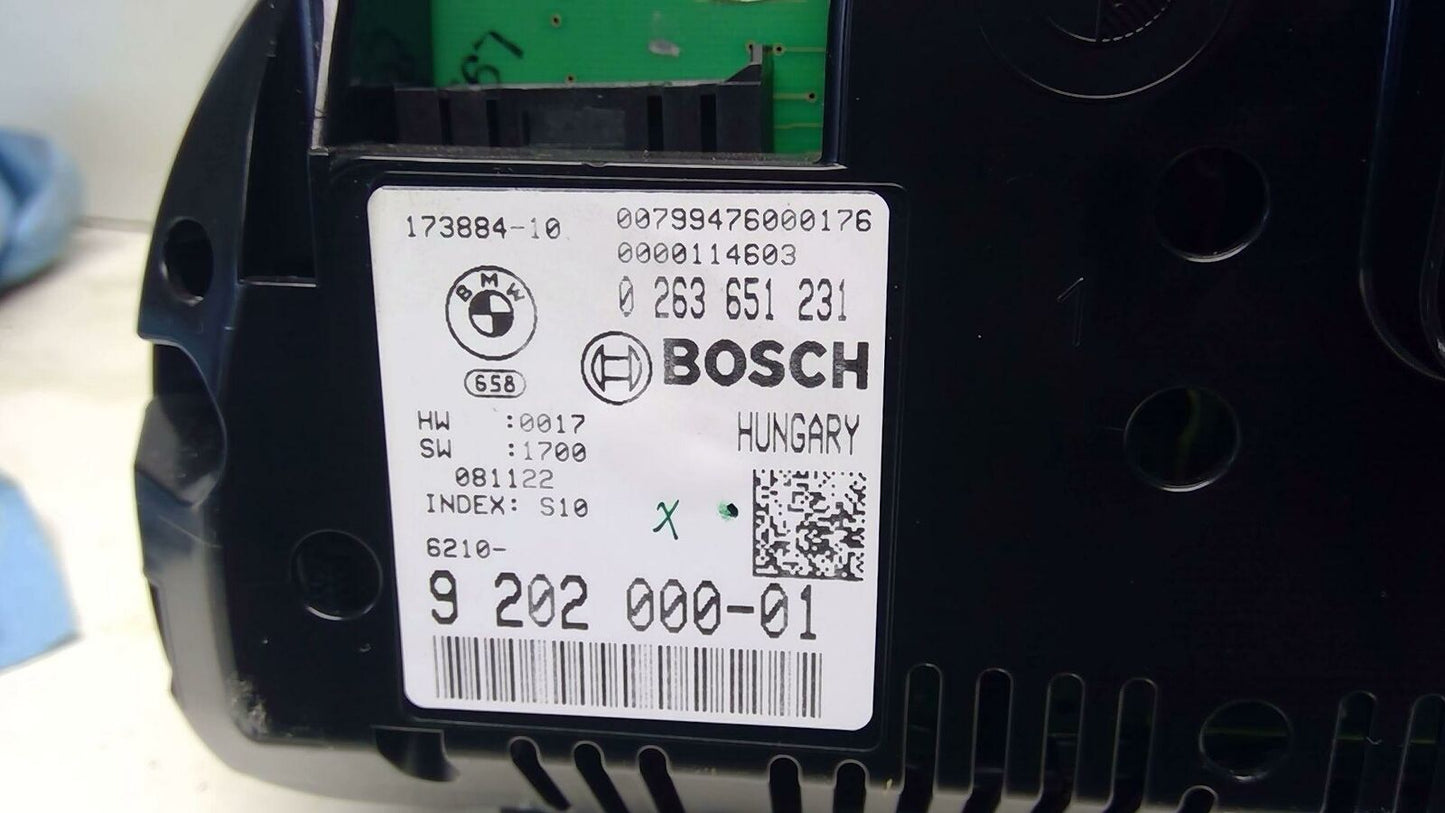 173884-10
00799476000176
0000114603
0 263 651 231
BMW
BOSCH
658
HW :0017
HUNGARY
SW :1700
081122
INDEX: S10
X
6210-
9 202 000-01
1